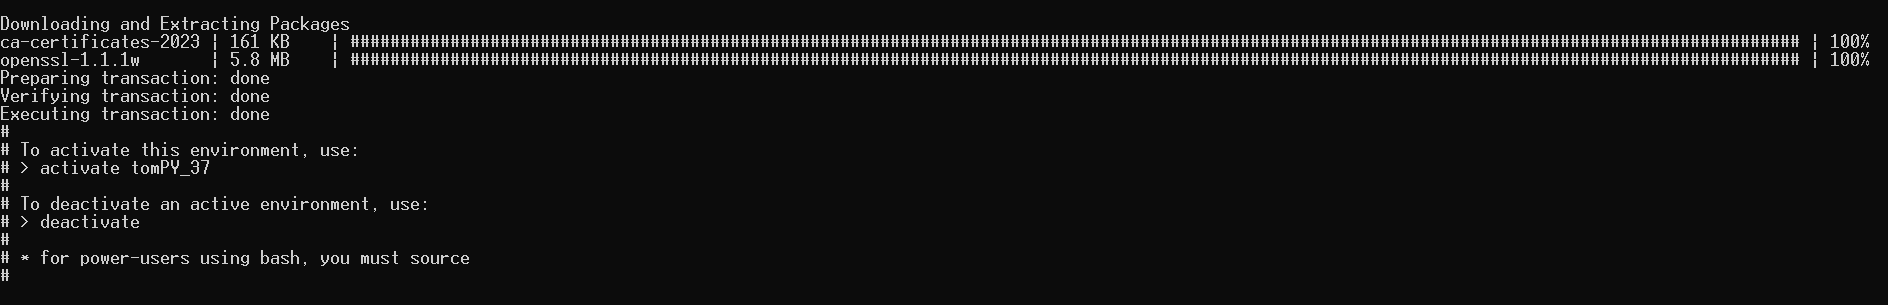 Downloading and Extracting Packages
ca-certificates-2023 | 161 KB    | ################################################################################################################################################# | 100%
openssl-1.1.1w       | 5.8 MB    | ################################################################################################################################################# | 100%
Preparing transaction: done
Verifying transaction: done
Executing transaction: done
#
# To activate this environment, use:
# > activate tomPY_37
#
# To deactivate an active environment, use:
# > deactivate
#
# * for power-users using bash, you must source
#